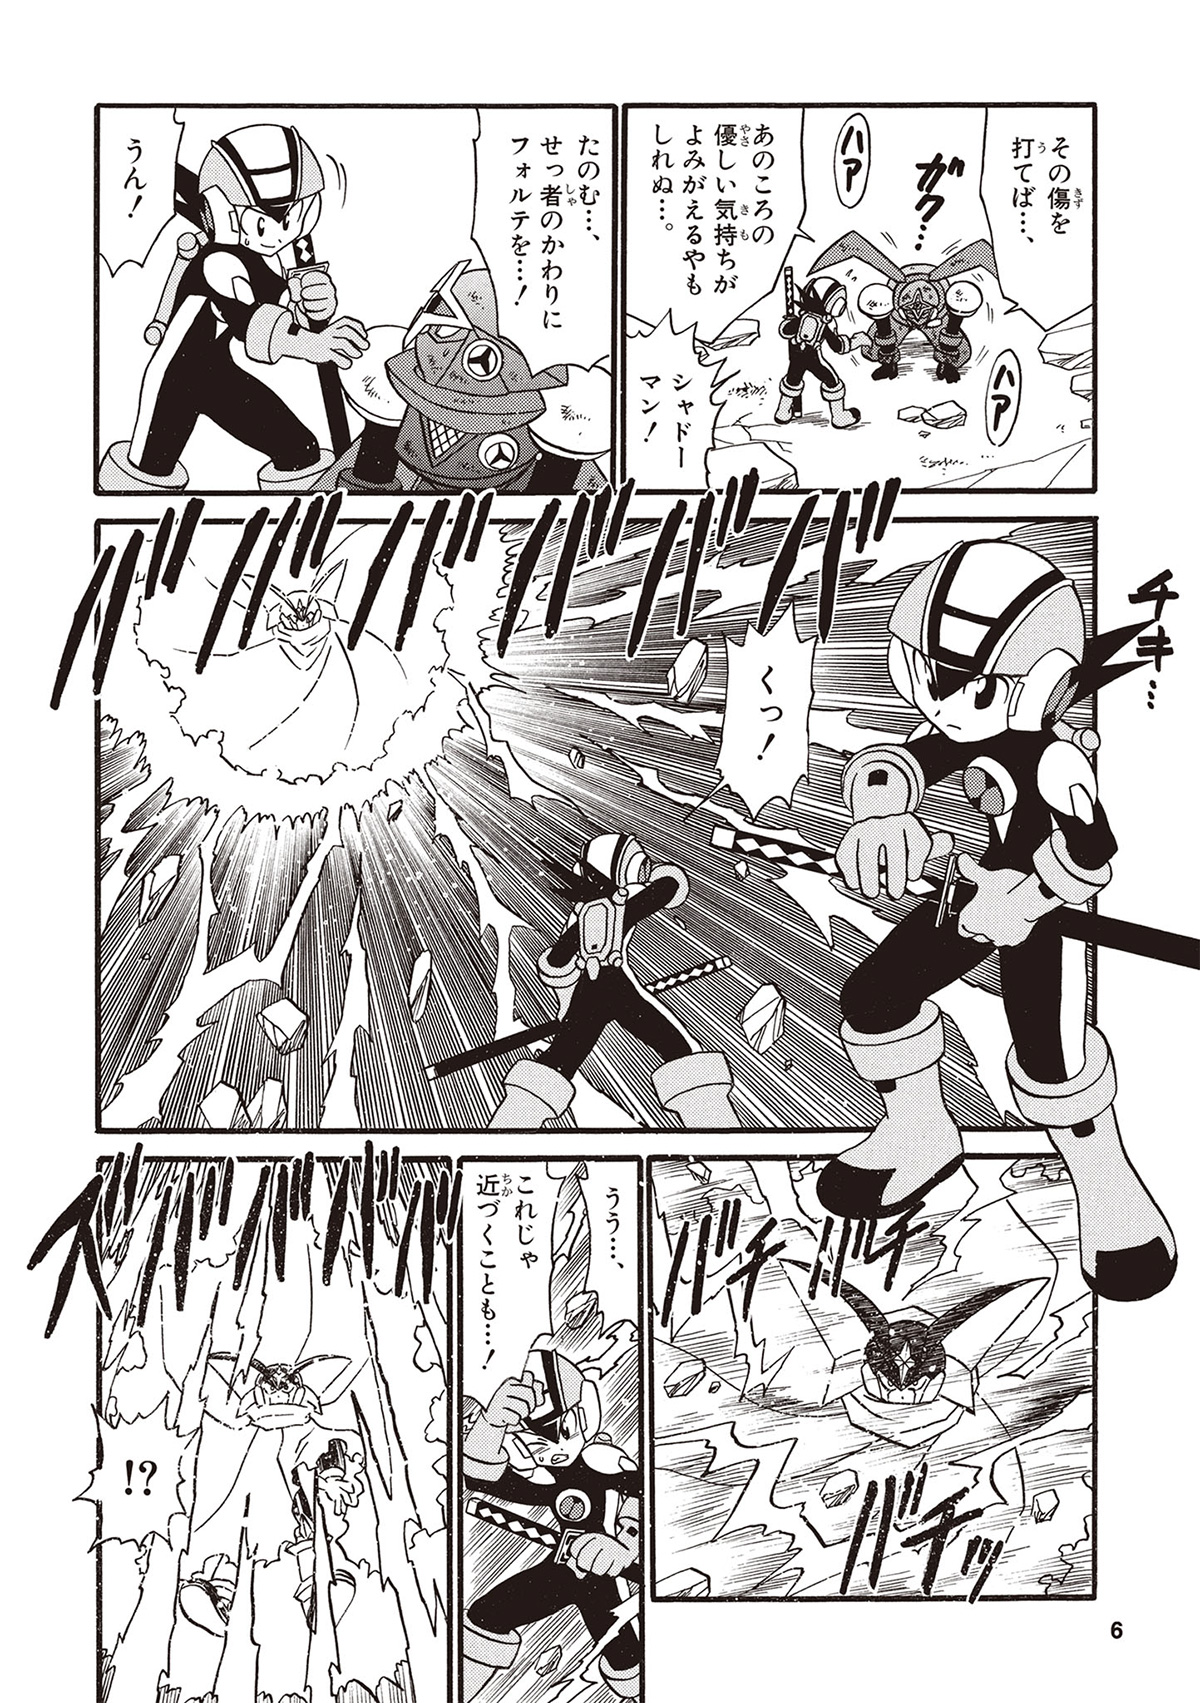 その傷を
打てば…、
ガク…
ハァ
ハァ
あのころの
優しい気持ちが
よみがえるやも
しれぬ…。
シャドー
マン！
たのむ…、
せっ者のかわりに
フォルテを…！
うん！
チキ…
くっ！
ババババババババ
バチバチ
バチッ
うう…、
これじゃ
近づくことも…！
ズババババ
!?
6